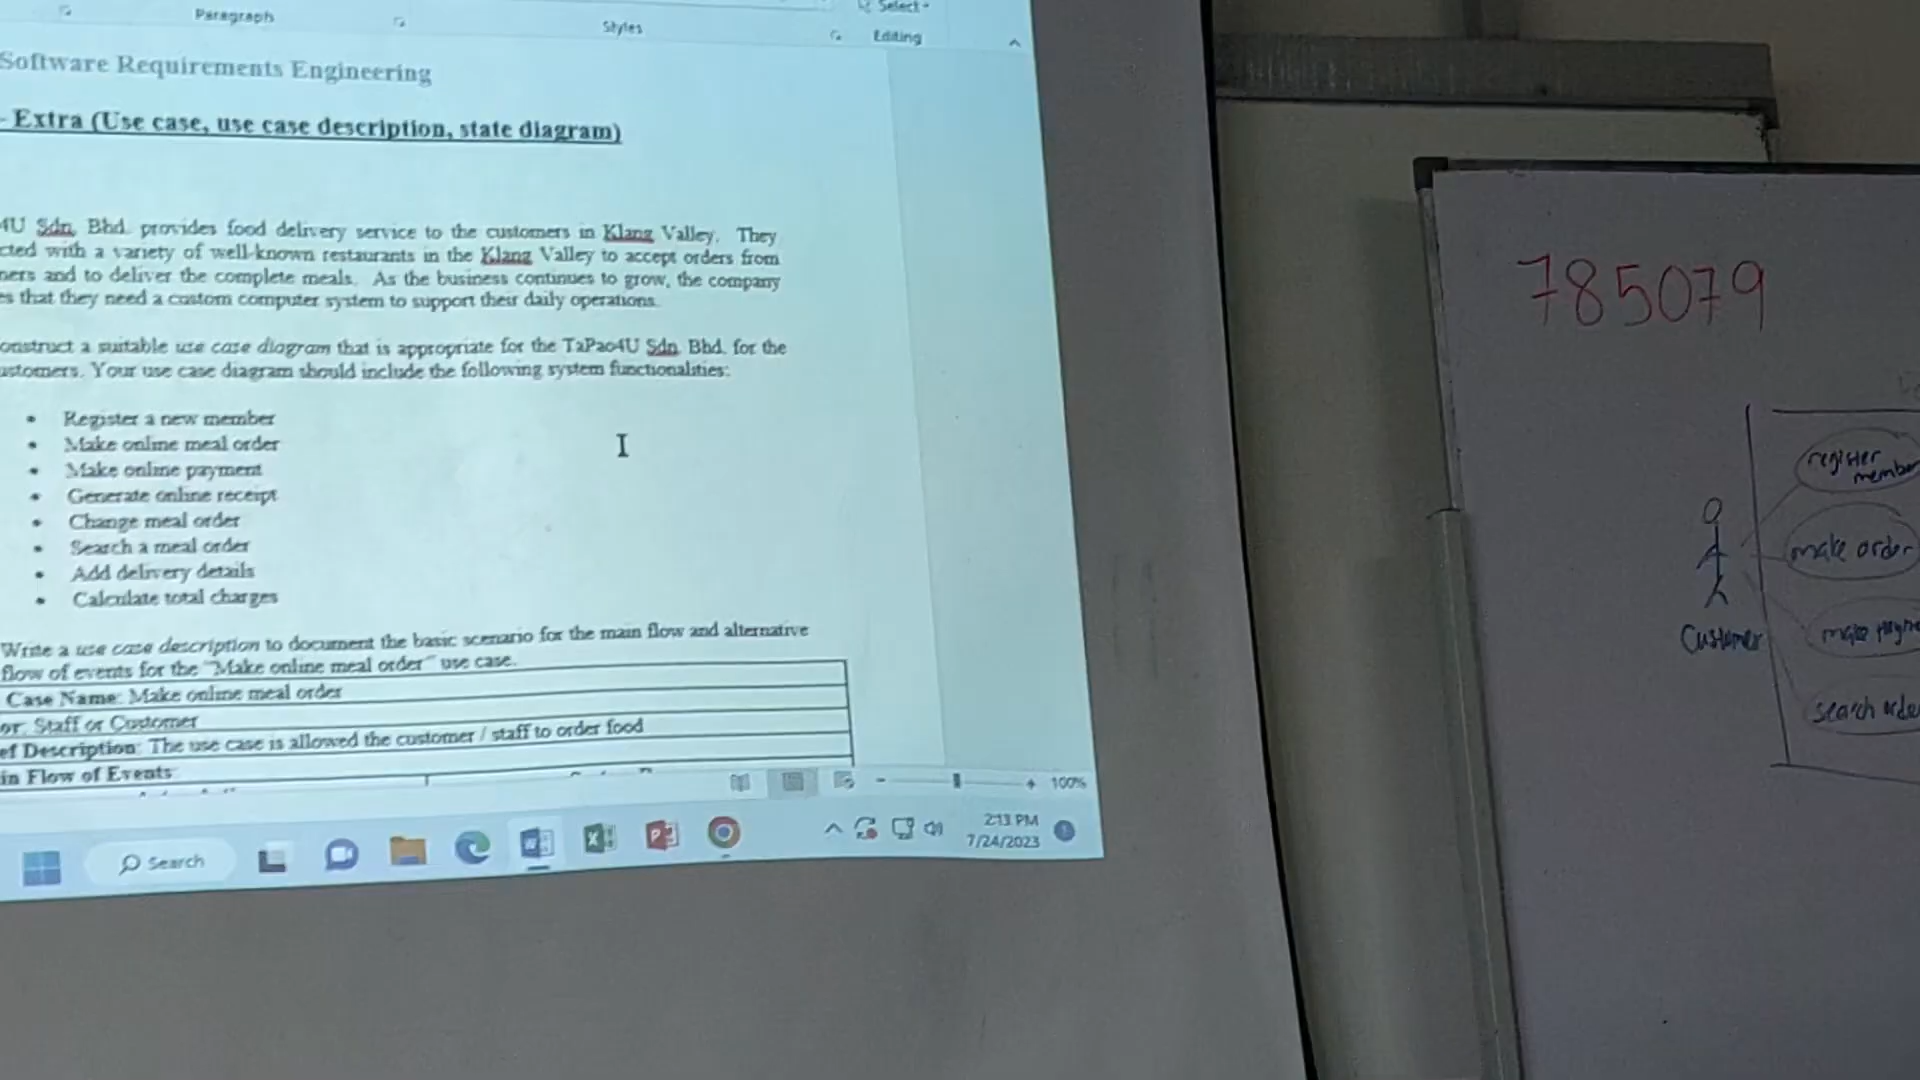 Paragraph
Styles
Select
Editing
Software Requirements Engineering
- Extra (Use case, use case description, state diagram)
4U Sdn. Bhd. provides food delivery service to the customers in Klang Valley. They
cted with a variety of well-known restaurants in the Klang Valley to accept orders from
ners and to deliver the complete meals. As the business continues to grow, the company
es that they need a custom computer system to support their daily operations.
onstruct a suitable use case diagram that is appropriate for the TaPao4U Sdn. Bhd. for the
ustomers. Your use case diagram should include the following system functionalities:
• Register a new member
• Make online meal order
• Make online payment
• Generate online receipt
• Change meal order
• Search a meal order
• Add delivery details
• Calculate total charges
Write a use case description to document the basic scenario for the main flow and alternative
flow of events for the "Make online meal order" use case.
Case Name: Make online meal order
or: Staff or Customer
ef Description: The use case is allowed the customer / staff to order food
in Flow of Events
100%
Search
2:13 PM
7/24/2023
785079
register
member
make order
Customer
make payme
search orde